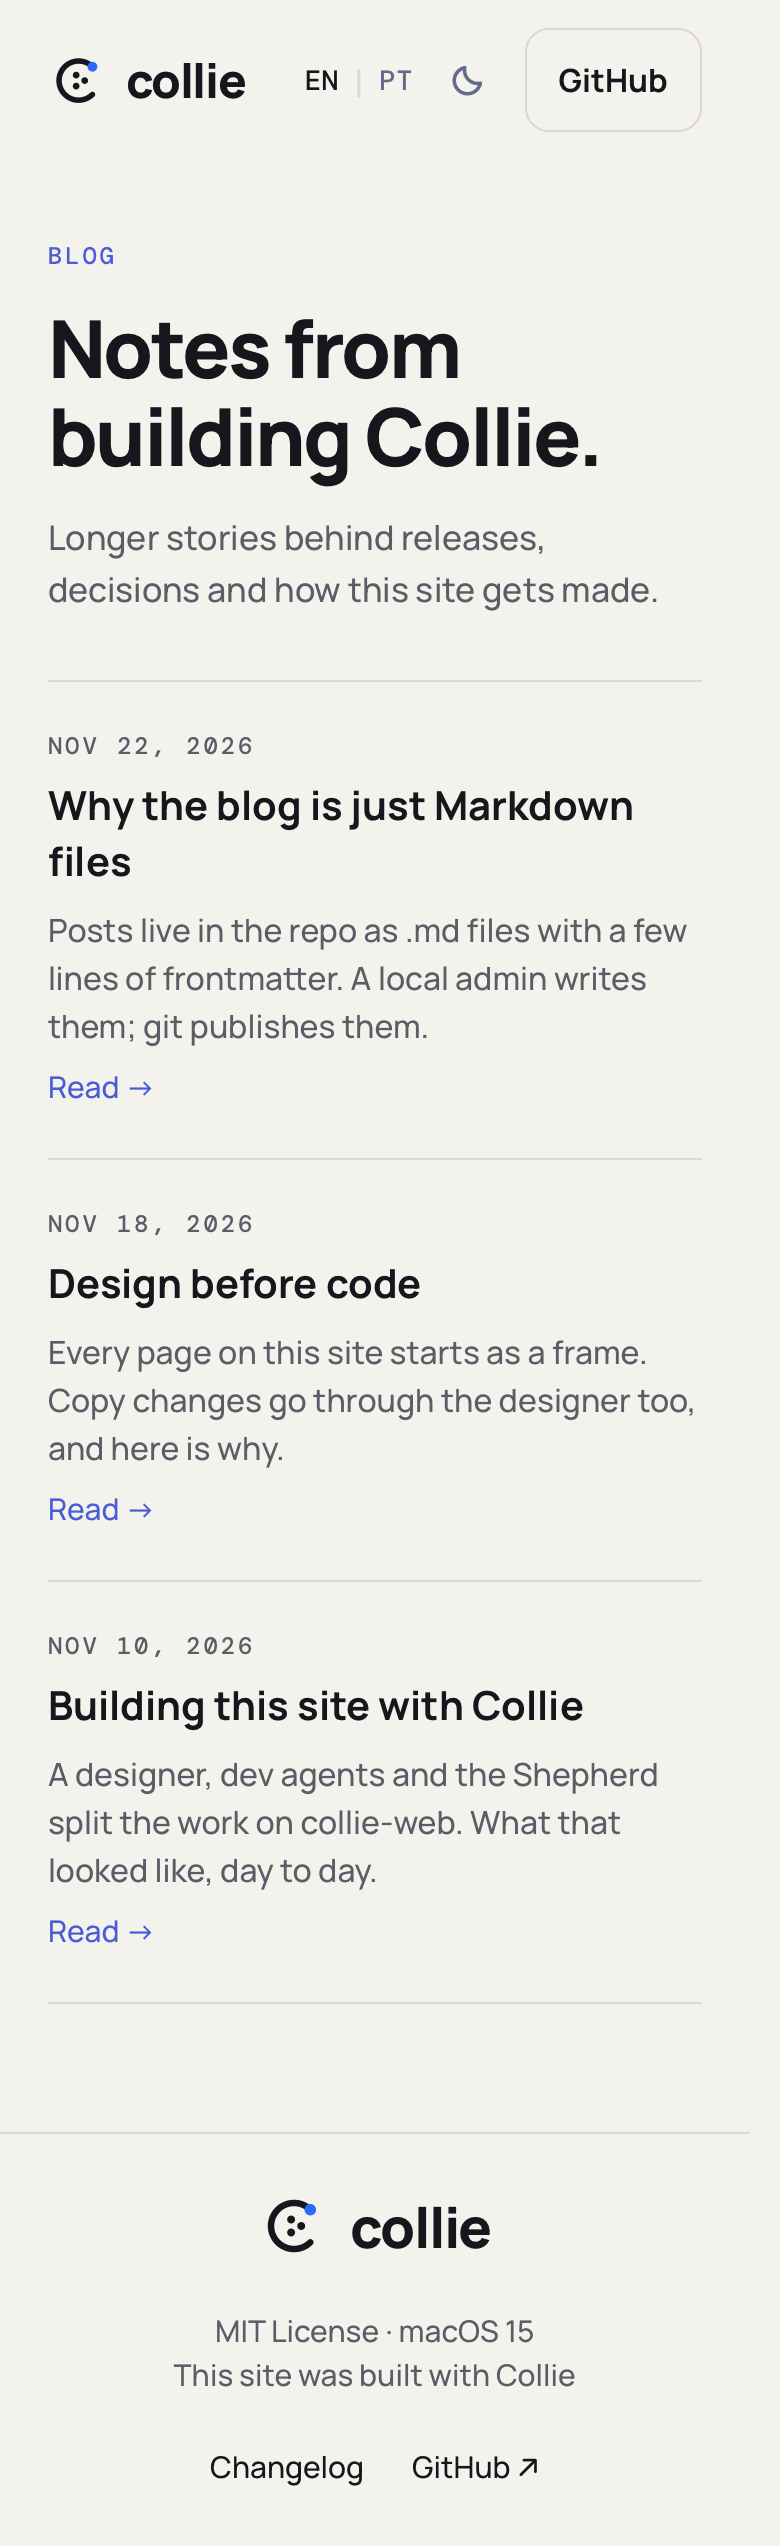 collie EN | PT GitHub
BLOG
Notes from
building Collie.
Longer stories behind releases,
decisions and how this site gets made.
NOV 22, 2026
Why the blog is just Markdown
files
Posts live in the repo as .md files with a few
lines of frontmatter. A local admin writes
them; git publishes them.
Read →
NOV 18, 2026
Design before code
Every page on this site starts as a frame.
Copy changes go through the designer too,
and here is why.
Read →
NOV 10, 2026
Building this site with Collie
A designer, dev agents and the Shepherd
split the work on collie-web. What that
looked like, day to day.
Read →
collie
MIT License · macOS 15
This site was built with Collie
Changelog GitHub ↗